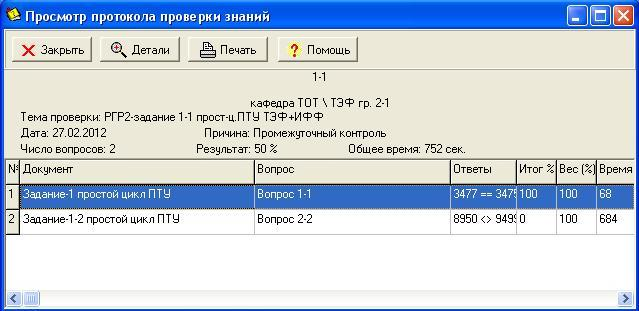 Просмотр протокола проверки знаний
Закрыть Детали Печать Помощь
1-1
кафедра ТОТ \ ТЭФ гр. 2-1
Тема проверки: РГР2-задание 1-1 прост-ц.ПТУ ТЭФ+ИФФ
Дата: 27.02.2012 Причина: Промежуточный контроль
Число вопросов: 2 Результат: 50 % Общее время: 752 сек.
№ Документ Вопрос Ответы Итог % Вес (%) Время
1 Задание-1 простой цикл ПТУ Вопрос 1-1 3477 == 3475 100 100 68
2 Задание-1-2 простой цикл ПТУ Вопрос 2-2 8950 <> 9499 0 100 684